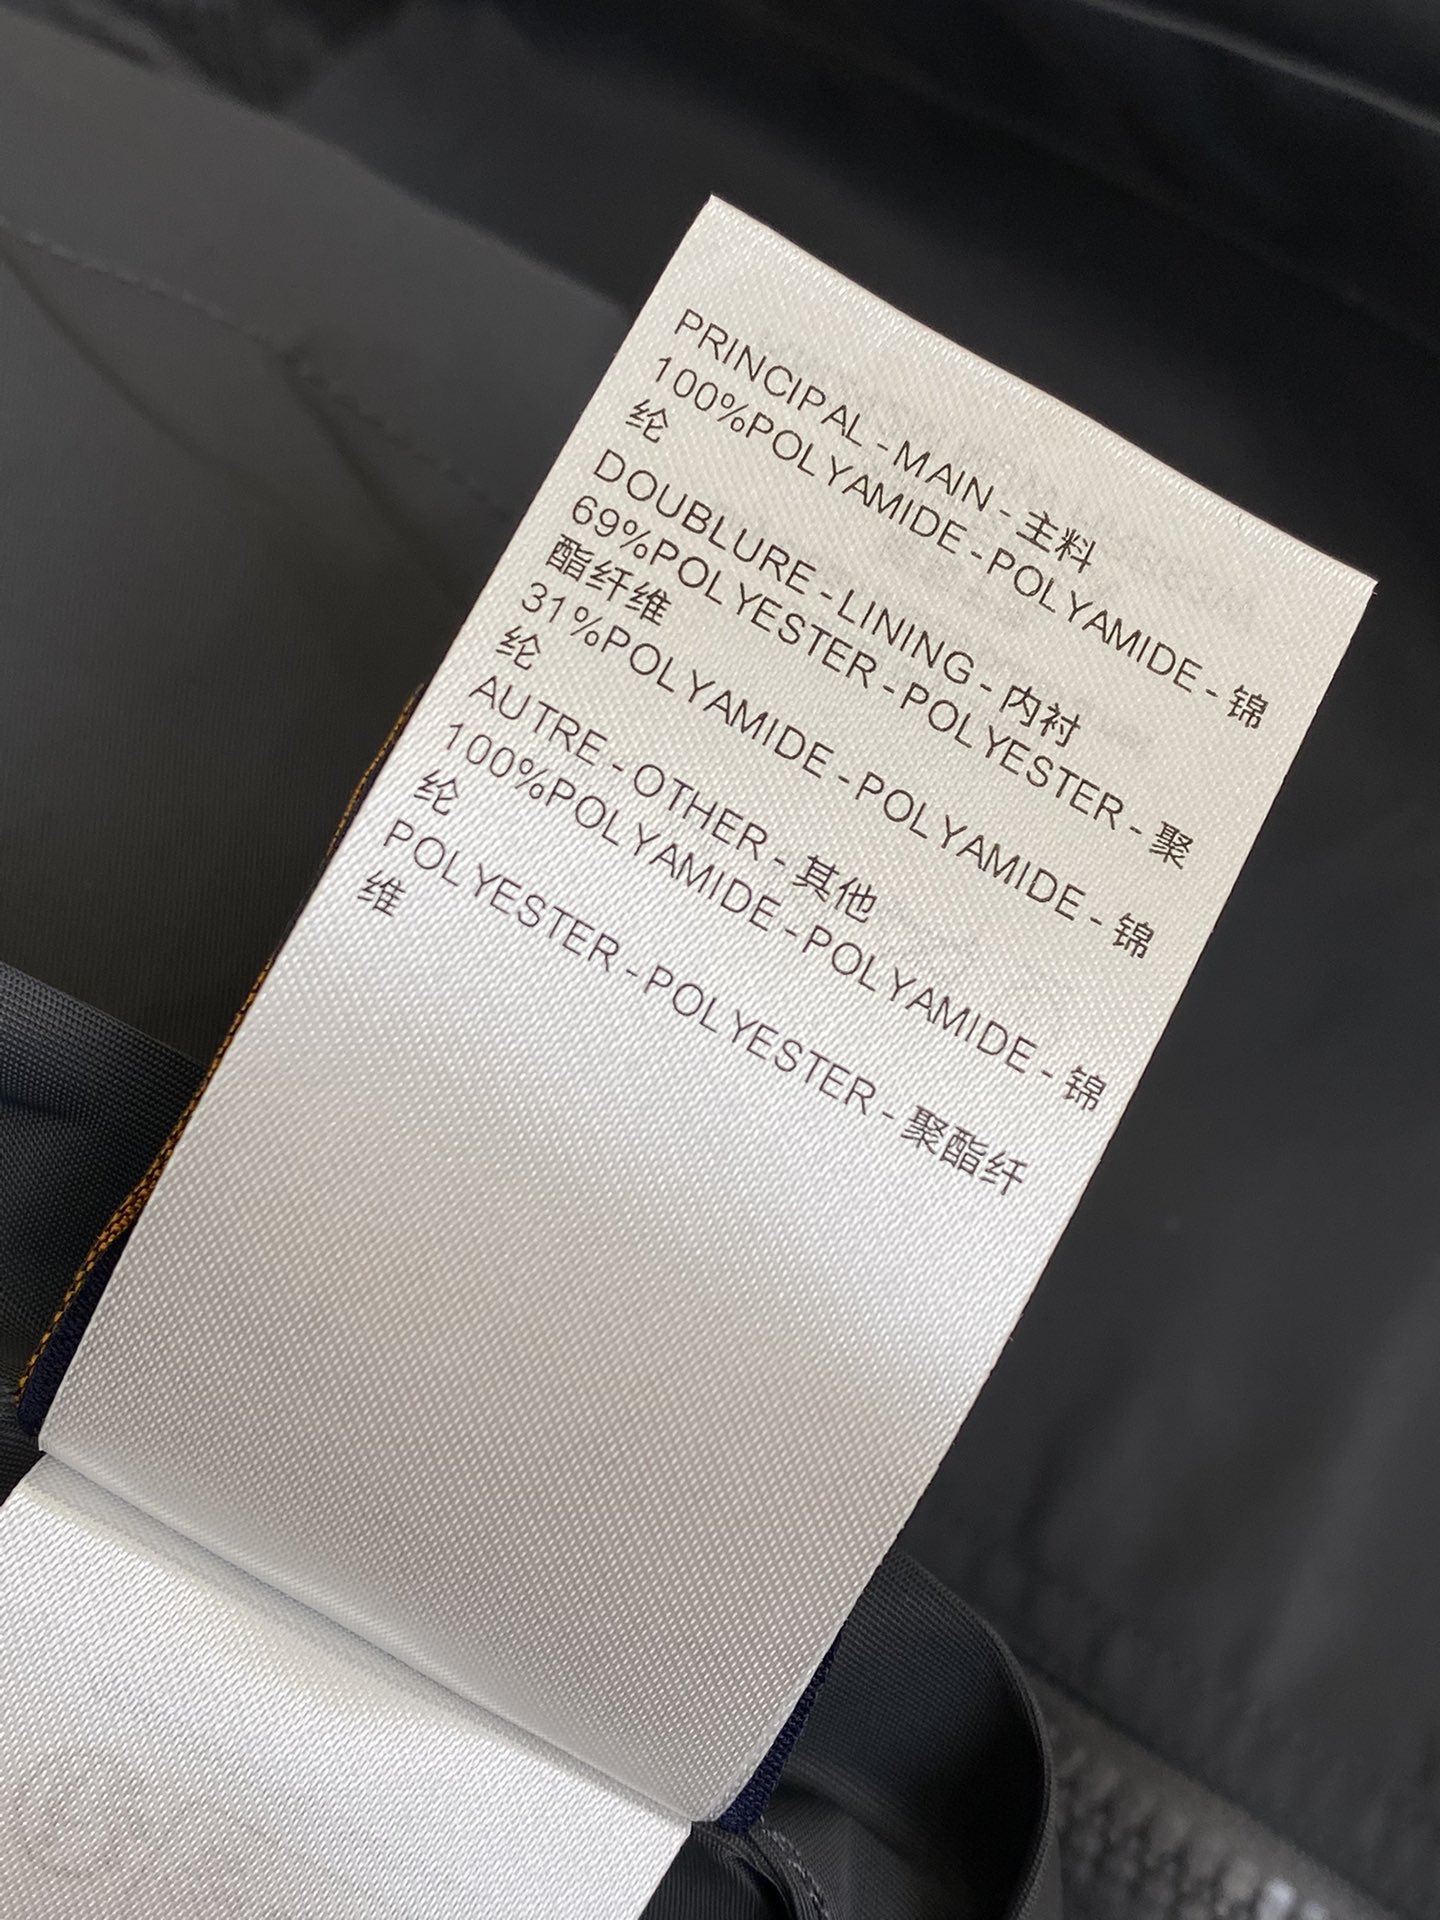 PRINCIPAL - MAIN - 主料
100%POLYAMIDE - POLYAMIDE - 锦
纶
DOUBLURE - LINING - 内衬
69%POLYESTER - POLYESTER - 聚
酯纤维
31%POLYAMIDE - POLYAMIDE - 锦
纶
AUTRE - OTHER - 其他
100%POLYAMIDE - POLYAMIDE - 锦
纶
POLYESTER - POLYESTER - 聚酯纤
维